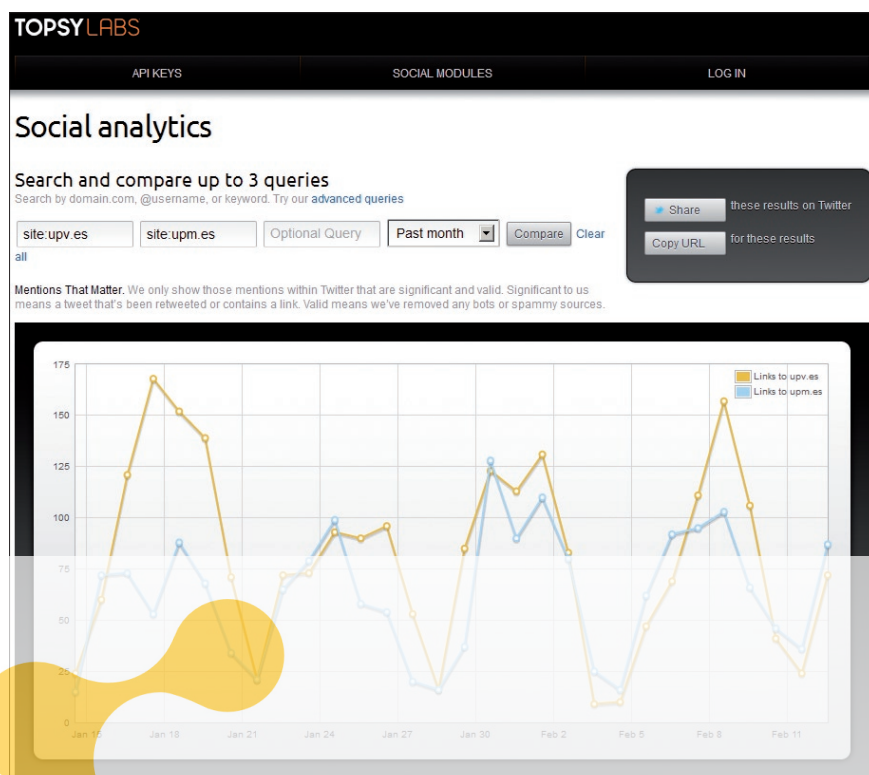 TOPSYLABS
API KEYS SOCIAL MODULES LOG IN
Social analytics
Search and compare up to 3 queries
Search by domain.com, @username, or keyword. Try our advanced queries
site:upv.es site:upm.es Optional Query Past month Compare Clear
all
Share these results on Twitter
Copy URL for these results
Mentions That Matter. We only show those mentions within Twitter that are significant and valid. Significant to us
means a tweet that's been retweeted or contains a link. Valid means we've removed any bots or spammy sources.
175
Links to upv.es
Links to upm.es
150
125
100
75
50
25
0
Jan 15 Jan 18 Jan 21 Jan 24 Jan 27 Jan 30 Feb 2 Feb 5 Feb 8 Feb 11